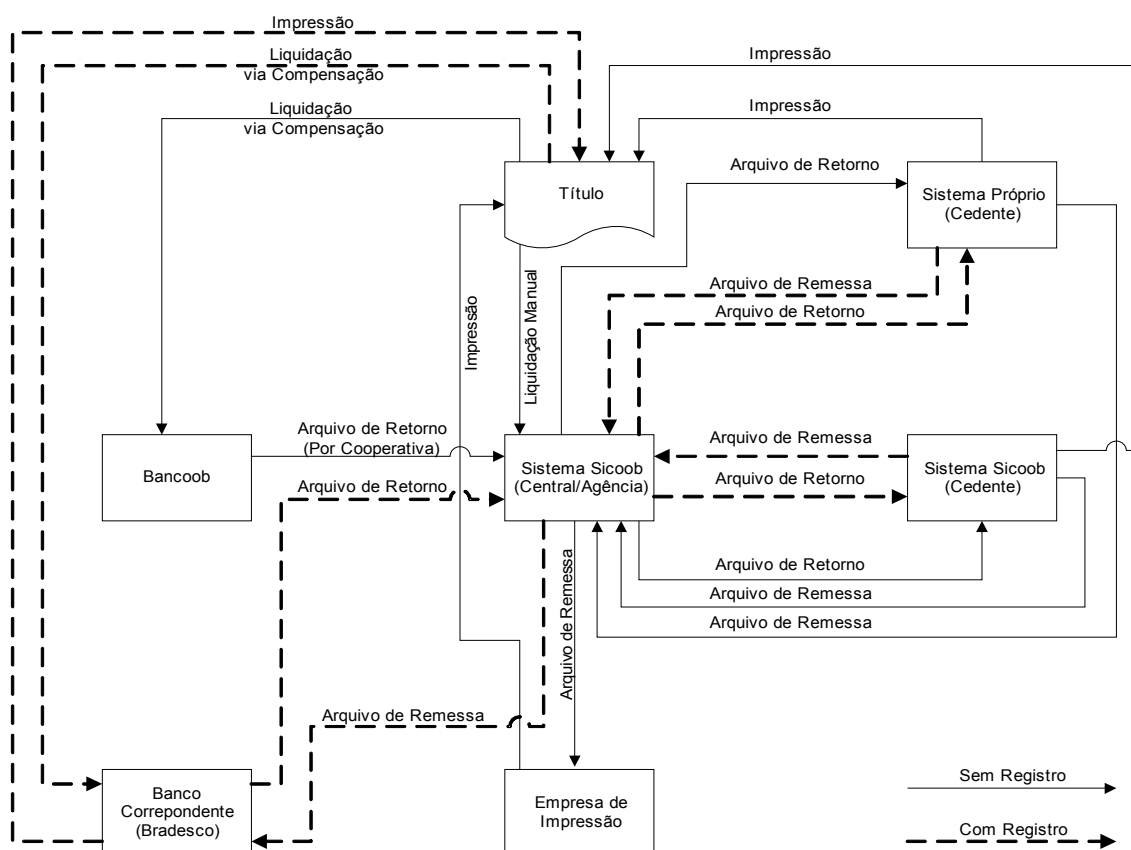 Impressão
Liquidação
via Compensação
Impressão
Liquidação
via Compensação
Impressão
Arquivo de Retorno
Título
Sistema Próprio
(Cedente)
Arquivo de Remessa
Arquivo de Retorno
Impressão
Liquidação Manual
Arquivo de Retorno
(Por Cooperativa)
Bancoob
Arquivo de Retorno
Sistema Sicoob
(Central/Agência)
Arquivo de Remessa
Arquivo de Retorno
Sistema Sicoob
(Cedente)
Arquivo de Retorno
Arquivo de Remessa
Arquivo de Remessa
Arquivo de Remessa
Arquivo de Remessa
Banco
Correpondente
(Bradesco)
Empresa de
Impressão
Sem Registro
Com Registro